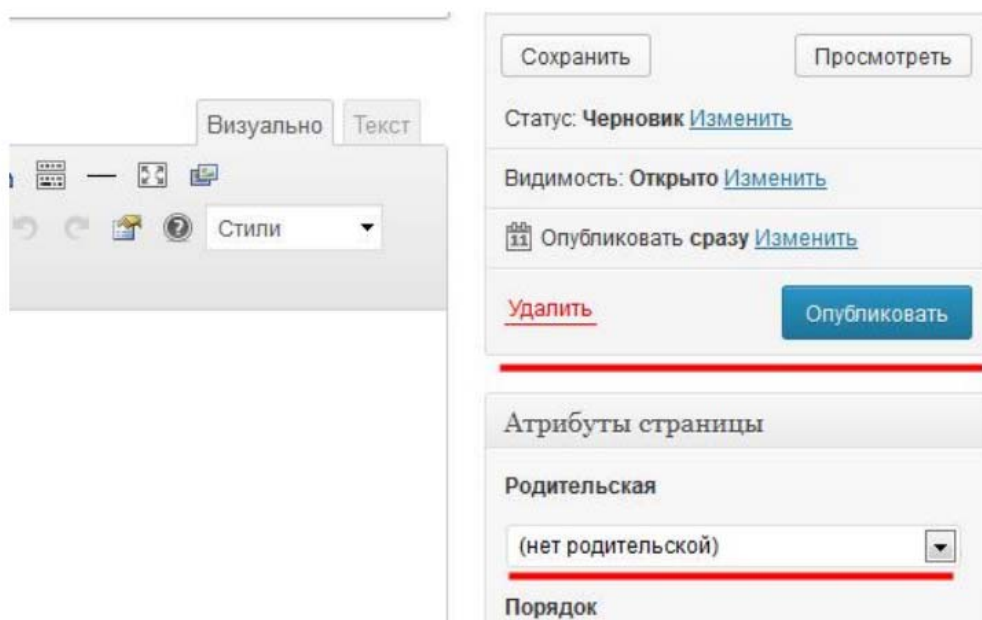 Сохранить Просмотреть
Визуально Текст
Статус: Черновик Изменить
Видимость: Открыто Изменить
Стили
11 Опубликовать сразу Изменить
Удалить Опубликовать
Атрибуты страницы
Родительская
(нет родительской)
Порядок